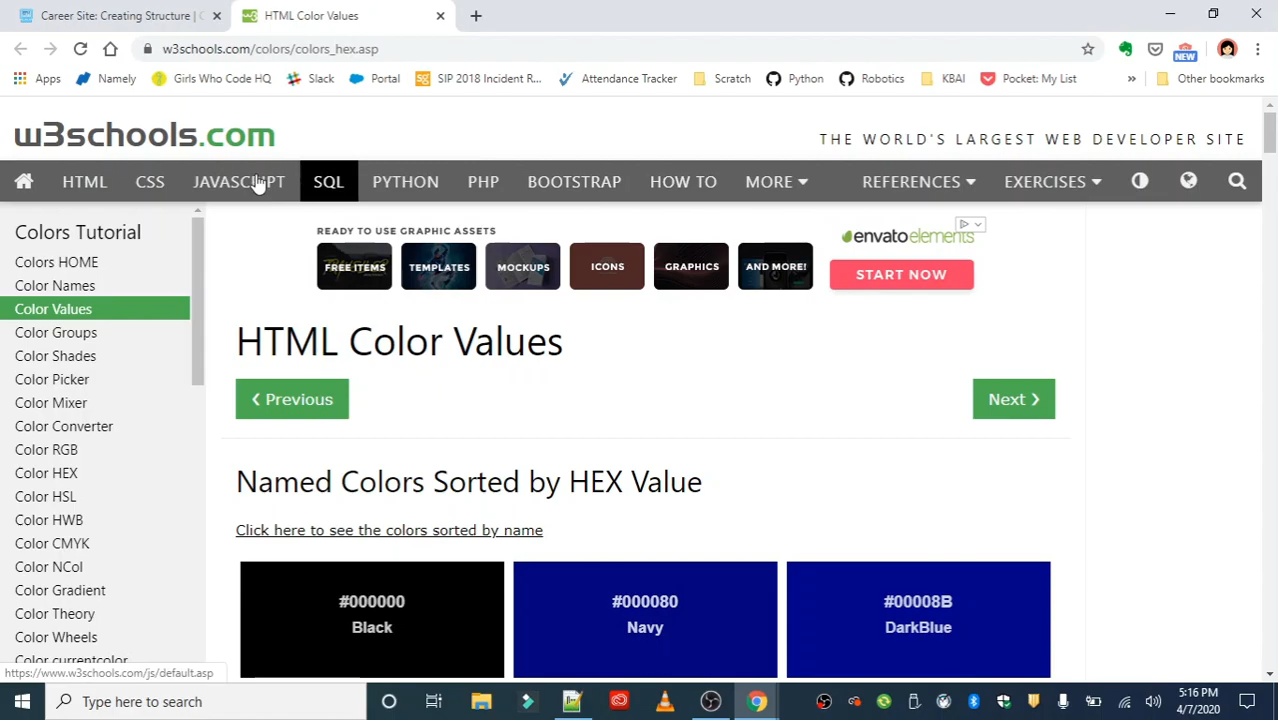 Career Site: Creating Structure | C
HTML Color Values
w3schools.com/colors/colors_hex.asp
NEW
Apps
Namely
Girls Who Code HQ
Slack
Portal
sg
SIP 2018 Incident R...
Attendance Tracker
Scratch
Python
Robotics
KBAI
Pocket: My List
»
Other bookmarks
w3schools.com
THE WORLD'S LARGEST WEB DEVELOPER SITE
HTML
CSS
JAVASCRIPT
SQL
PYTHON
PHP
BOOTSTRAP
HOW TO
MORE
REFERENCES
EXERCISES
Colors Tutorial
Colors HOME
Color Names
Color Values
Color Groups
Color Shades
Color Picker
Color Mixer
Color Converter
Color RGB
Color HEX
Color HSL
Color HWB
Color CMYK
Color NCol
Color Gradient
Color Theory
Color Wheels
Color currentcolor
READY TO USE GRAPHIC ASSETS
FREE ITEMS
TEMPLATES
MOCKUPS
ICONS
GRAPHICS
AND MORE!
envatoelements
START NOW
HTML Color Values
❮ Previous
Next ❯
Named Colors Sorted by HEX Value
Click here to see the colors sorted by name
#000000
Black
#000080
Navy
#00008B
DarkBlue
https://www.w3schools.com/js/default.asp
Type here to search
5:16 PM
4/7/2020